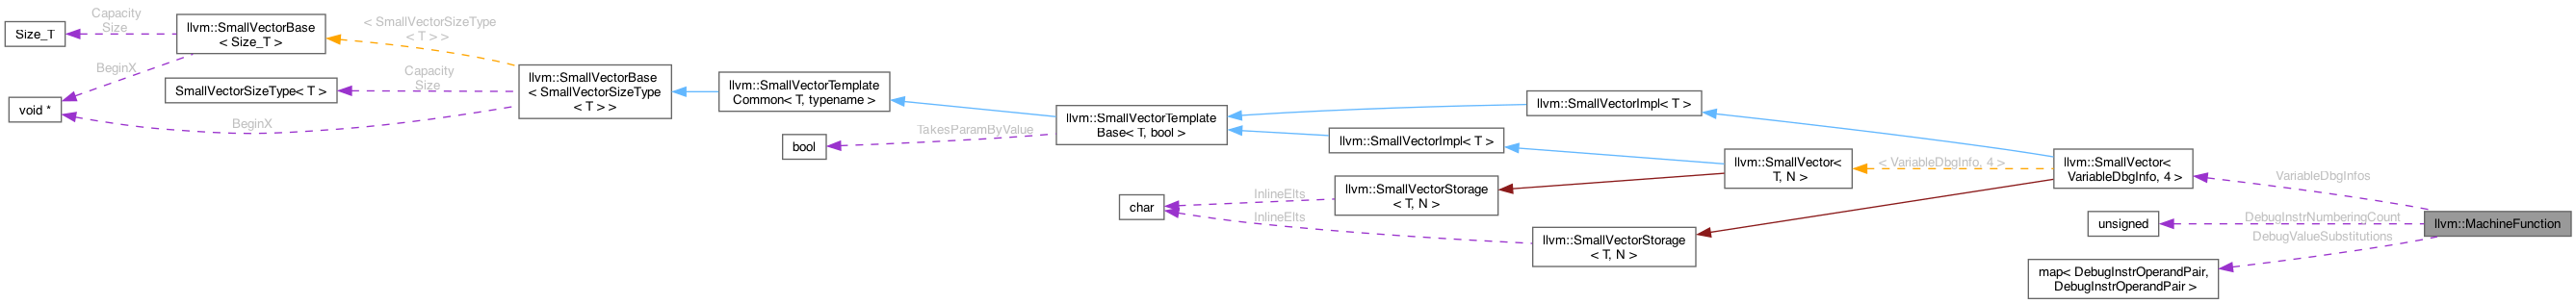 Size_T
Capacity
Size
llvm::SmallVectorBase
< Size_T >
< SmallVectorSizeType
< T > >
BeginX
SmallVectorSizeType< T >
void *
Capacity
Size
BeginX
llvm::SmallVectorBase
< SmallVectorSizeType
< T > >
llvm::SmallVectorTemplate
Common< T, typename >
bool
TakesParamByValue
llvm::SmallVectorTemplate
Base< T, bool >
llvm::SmallVectorImpl< T >
llvm::SmallVectorImpl< T >
char
InlineElts
InlineElts
llvm::SmallVectorStorage
< T, N >
llvm::SmallVectorStorage
< T, N >
llvm::SmallVector<
T, N >
< VariableDbgInfo, 4 >
llvm::SmallVector<
VariableDbgInfo, 4 >
unsigned
map< DebugInstrOperandPair,
DebugInstrOperandPair >
VariableDbgInfos
DebugInstrNumberingCount
DebugValueSubstitutions
llvm::MachineFunction